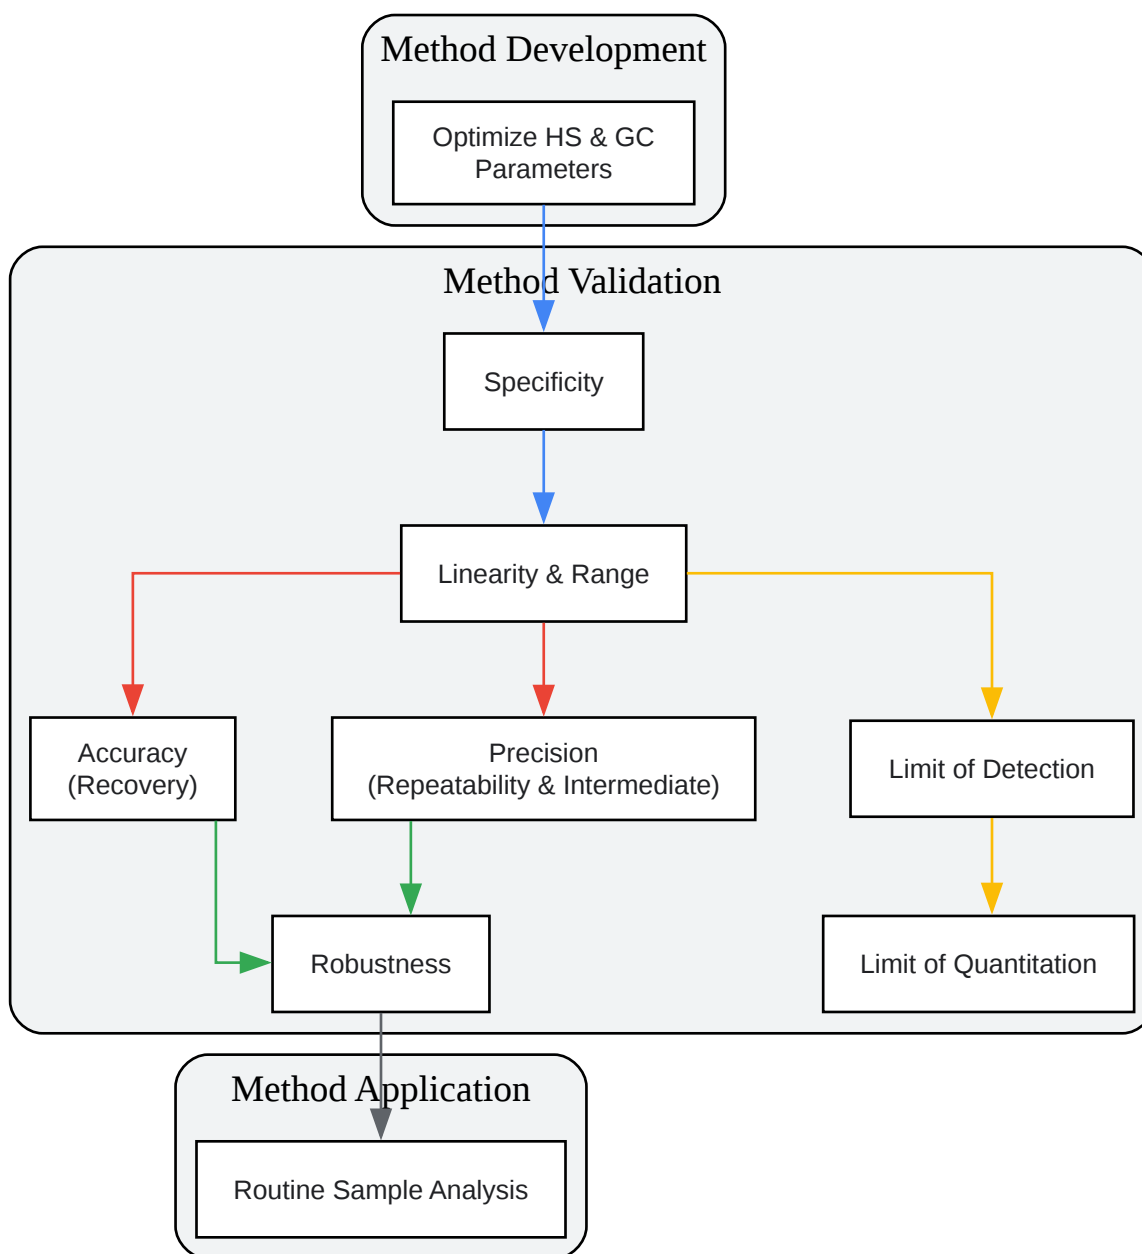 Method Development
Optimize HS & GC
Parameters
Method Validation
Specificity
Linearity & Range
Accuracy
(Recovery)
Precision
(Repeatability & Intermediate)
Limit of Detection
Robustness
Limit of Quantitation
Method Application
Routine Sample Analysis